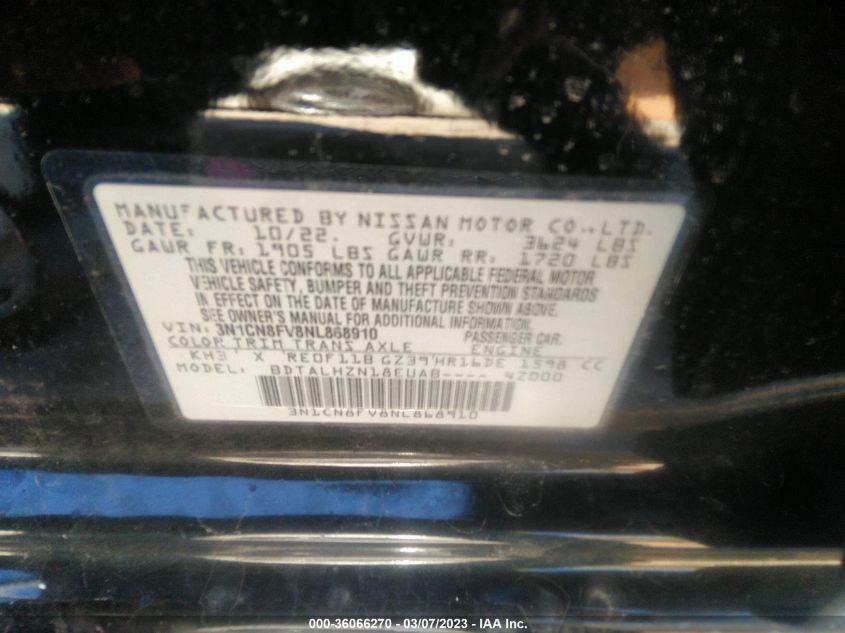 MANUFACTURED BY NISSAN MOTOR CO.,LTD.
DATE: 10/22. GVWR: 3624 LBS
GAWR FR: 1905 LBS GAWR RR: 1720 LBS
THIS VEHICLE CONFORMS TO ALL APPLICABLE FEDERAL MOTOR
VEHICLE SAFETY, BUMPER AND THEFT PREVENTION STANDARDS
IN EFFECT ON THE DATE OF MANUFACTURE SHOWN ABOVE.
SEE OWNER'S MANUAL FOR ADDITIONAL INFORMATION.
VIN: 3N1CN8FV8NL868910 PASSENGER CAR.
COLOR TRIM TRANS AXLE ENGINE
KH3 X RE0F11B GZ39 HR16DE 1598 CC
MODEL: BDTALHZN18EUAB---- 4Z000
3N1CN8FV8NL868910
000-36066270 - 03/07/2023 - IAA Inc.